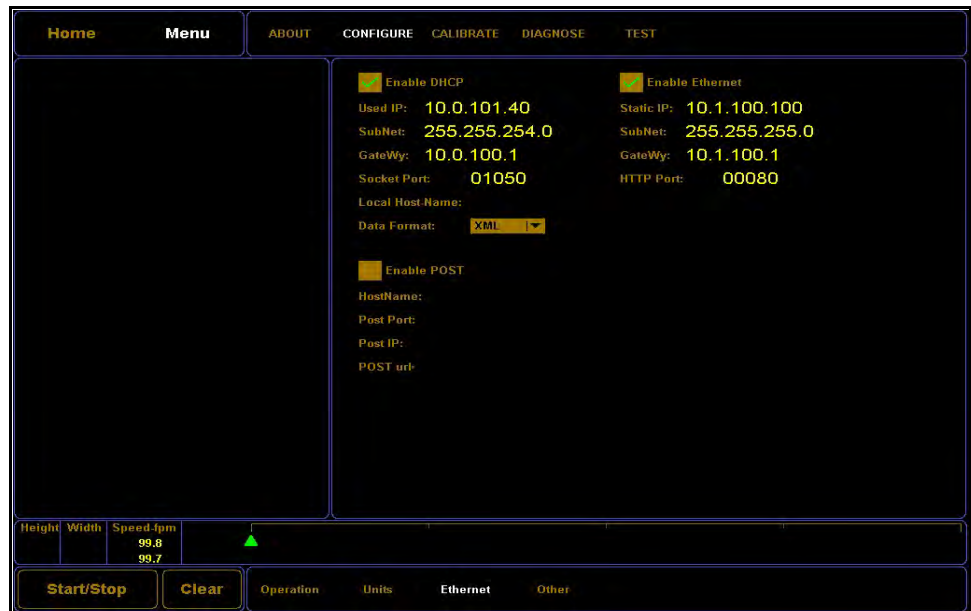 Home Menu ABOUT CONFIGURE CALIBRATE DIAGNOSE TEST
Enable DHCP Enable Ethernet
Used IP: 10.0.101.40 Static IP: 10.1.100.100
SubNet: 255.255.254.0 SubNet: 255.255.255.0
GateWy: 10.0.100.1 GateWy: 10.1.100.1
Socket Port: 01050 HTTP Port: 00080
Local Host-Name:
Data Format: XML
Enable POST
HostName:
Post Port:
Post IP:
POST url:
Height Width Speed-fpm
99.8
99.7
Start/Stop Clear Operation Units Ethernet Other